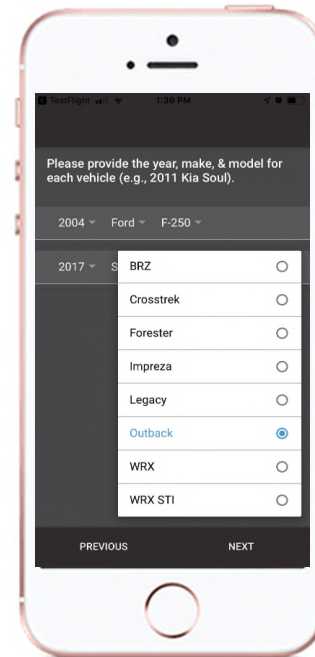 TestFlight 1:39 PM
Please provide the year, make, & model for
each vehicle (e.g., 2011 Kia Soul).
2004 Ford F-250
2017 S
BRZ
Crosstrek
Forester
Impreza
Legacy
Outback
WRX
WRX STI
PREVIOUS NEXT